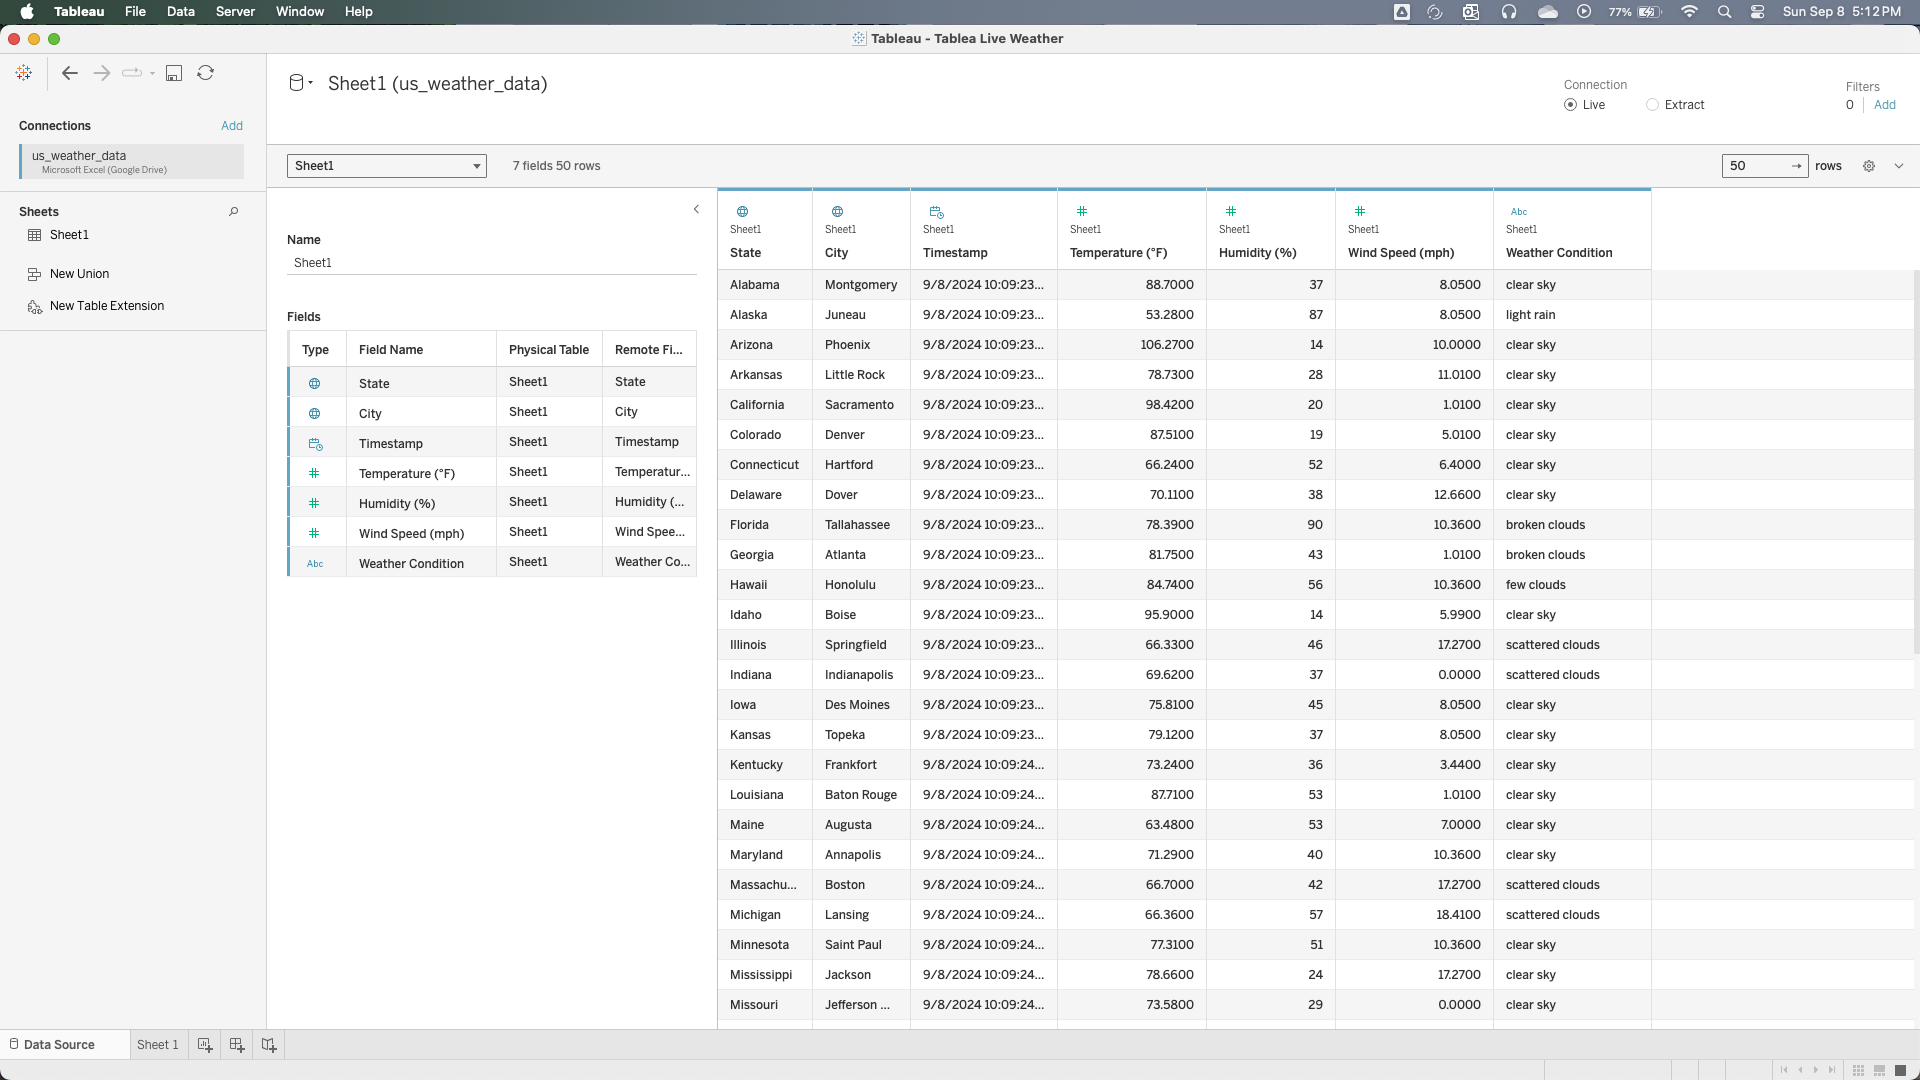 Tableau File Data Server Window Help 77% Sun Sep 8 5:12 PM
Tableau - Tablea Live Weather
Sheet1 (us_weather_data)
Connection
Live Extract
Filters
0 Add
Connections Add
us_weather_data
Microsoft Excel (Google Drive)
Sheets
Sheet1
New Union
New Table Extension
Sheet1 7 fields 50 rows 50 → rows
Name
Sheet1
Fields
Type Field Name Physical Table Remote Fi...
State Sheet1 State
City Sheet1 City
Timestamp Sheet1 Timestamp
# Temperature (°F) Sheet1 Temperatur...
# Humidity (%) Sheet1 Humidity (...
# Wind Speed (mph) Sheet1 Wind Spee...
Abc Weather Condition Sheet1 Weather Co...
# # # Abc
Sheet1 Sheet1 Sheet1 Sheet1 Sheet1 Sheet1 Sheet1
State City Timestamp Temperature (°F) Humidity (%) Wind Speed (mph) Weather Condition
Alabama Montgomery 9/8/2024 10:09:23... 88.7000 37 8.0500 clear sky
Alaska Juneau 9/8/2024 10:09:23... 53.2800 87 8.0500 light rain
Arizona Phoenix 9/8/2024 10:09:23... 106.2700 14 10.0000 clear sky
Arkansas Little Rock 9/8/2024 10:09:23... 78.7300 28 11.0100 clear sky
California Sacramento 9/8/2024 10:09:23... 98.4200 20 1.0100 clear sky
Colorado Denver 9/8/2024 10:09:23... 87.5100 19 5.0100 clear sky
Connecticut Hartford 9/8/2024 10:09:23... 66.2400 52 6.4000 clear sky
Delaware Dover 9/8/2024 10:09:23... 70.1100 38 12.6600 clear sky
Florida Tallahassee 9/8/2024 10:09:23... 78.3900 90 10.3600 broken clouds
Georgia Atlanta 9/8/2024 10:09:23... 81.7500 43 1.0100 broken clouds
Hawaii Honolulu 9/8/2024 10:09:23... 84.7400 56 10.3600 few clouds
Idaho Boise 9/8/2024 10:09:23... 95.9000 14 5.9900 clear sky
Illinois Springfield 9/8/2024 10:09:23... 66.3300 46 17.2700 scattered clouds
Indiana Indianapolis 9/8/2024 10:09:23... 69.6200 37 0.0000 scattered clouds
Iowa Des Moines 9/8/2024 10:09:23... 75.8100 45 8.0500 clear sky
Kansas Topeka 9/8/2024 10:09:23... 79.1200 37 8.0500 clear sky
Kentucky Frankfort 9/8/2024 10:09:24... 73.2400 36 3.4400 clear sky
Louisiana Baton Rouge 9/8/2024 10:09:24... 87.7100 53 1.0100 clear sky
Maine Augusta 9/8/2024 10:09:24... 63.4800 53 7.0000 clear sky
Maryland Annapolis 9/8/2024 10:09:24... 71.2900 40 10.3600 clear sky
Massachu... Boston 9/8/2024 10:09:24... 66.7000 42 17.2700 scattered clouds
Michigan Lansing 9/8/2024 10:09:24... 66.3600 57 18.4100 scattered clouds
Minnesota Saint Paul 9/8/2024 10:09:24... 77.3100 51 10.3600 clear sky
Mississippi Jackson 9/8/2024 10:09:24... 78.6600 24 17.2700 clear sky
Missouri Jefferson ... 9/8/2024 10:09:24... 73.5800 29 0.0000 clear sky
Data Source Sheet 1